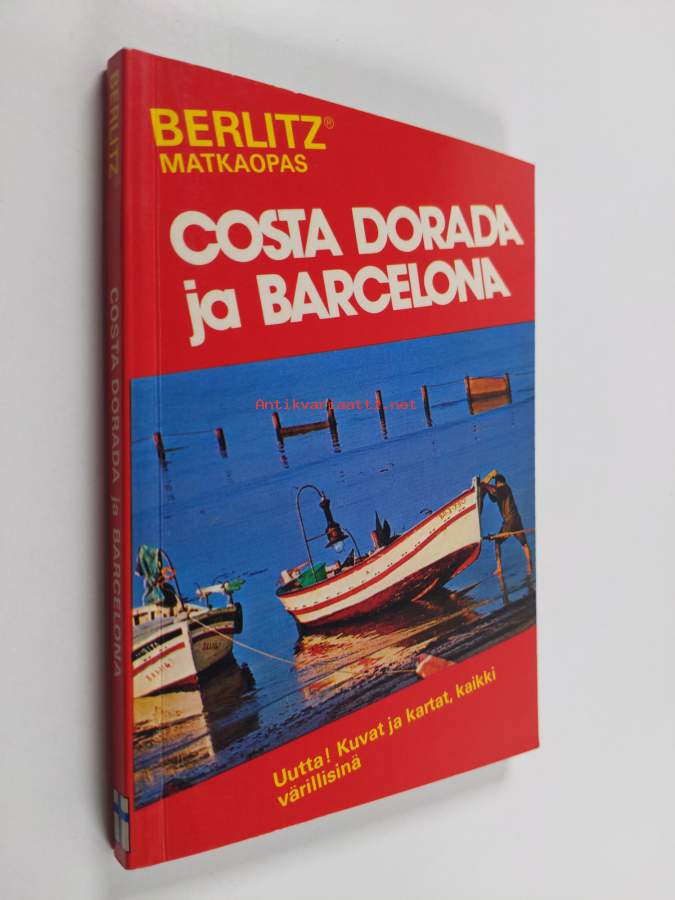 BERLITZ®
MATKAOPAS
COSTA DORADA
ja BARCELONA
Antikvariaatti.net
Uutta! Kuvat ja kartat, kaikki
värillisinä
BERLITZ® COSTA DORADA ja BARCELONA